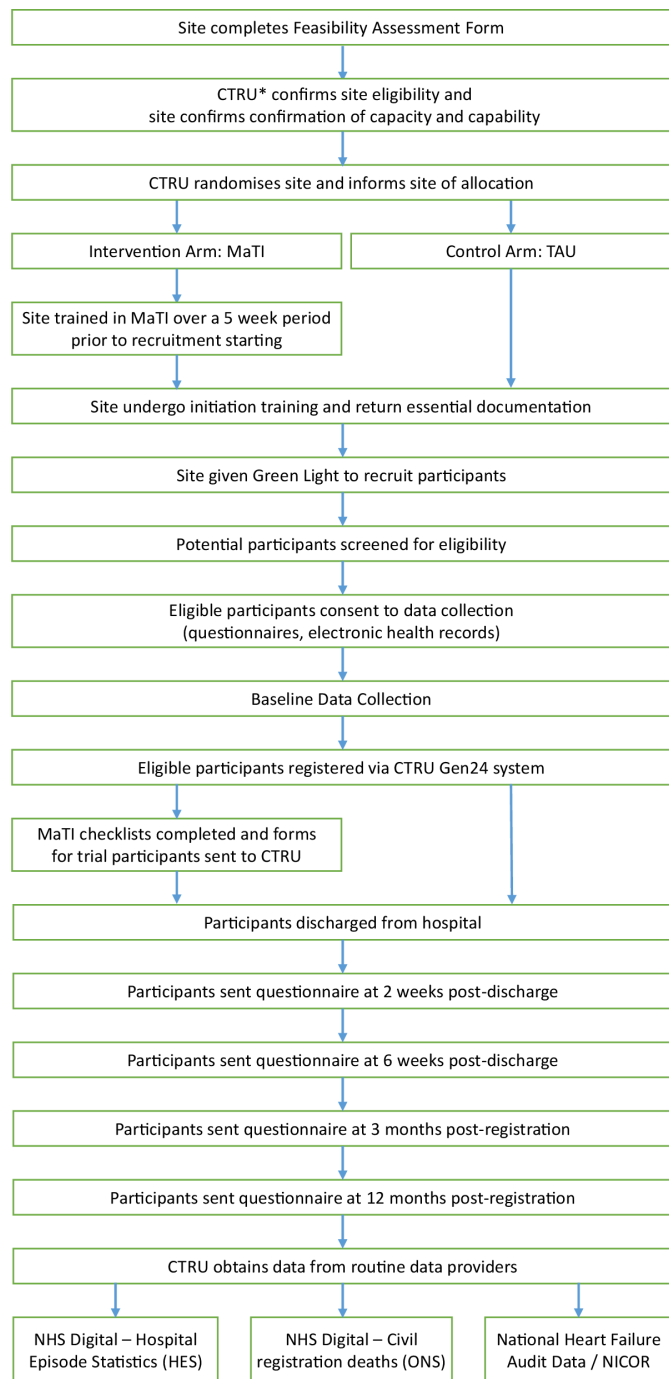 Site completes Feasibility Assessment Form
CTRU* confirms site eligibility and
site confirms confirmation of capacity and capability
CTRU randomises site and informs site of allocation
Intervention Arm: MaTI
Control Arm: TAU
Site trained in MaTI over a 5 week period
prior to recruitment starting
Site undergo initiation training and return essential documentation
Site given Green Light to recruit participants
Potential participants screened for eligibility
Eligible participants consent to data collection
(questionnaires, electronic health records)
Baseline Data Collection
Eligible participants registered via CTRU Gen24 system
MaTI checklists completed and forms
for trial participants sent to CTRU
Participants discharged from hospital
Participants sent questionnaire at 2 weeks post-discharge
Participants sent questionnaire at 6 weeks post-discharge
Participants sent questionnaire at 3 months post-registration
Participants sent questionnaire at 12 months post-registration
CTRU obtains data from routine data providers
NHS Digital – Hospital
Episode Statistics (HES)
NHS Digital – Civil
registration deaths (ONS)
National Heart Failure
Audit Data / NICOR